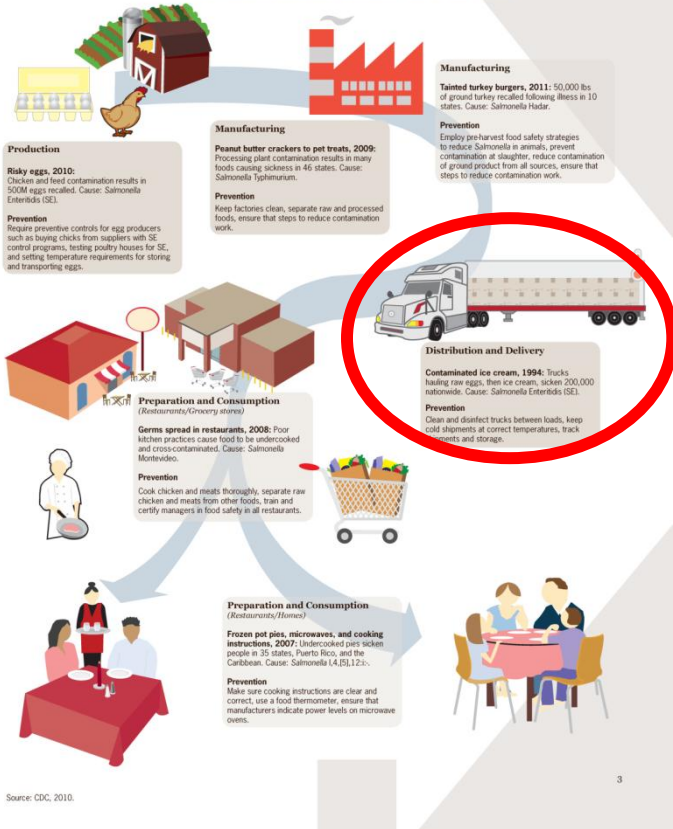 Production
Risky eggs, 2010:
Chicken and feed contamination results in
500M eggs recalled. Cause: Salmonella
Enteritidis (SE).
Prevention
Require preventive controls for egg producers
such as buying chicks from suppliers with SE
control programs, testing poultry houses for SE,
and setting temperature requirements for storing
and transporting eggs.
Manufacturing
Peanut butter crackers to pet treats, 2009:
Processing plant contamination results in many
foods causing sickness in 46 states. Cause:
Salmonella Typhimurium.
Prevention
Keep factories clean, separate raw and processed
foods, ensure that steps to reduce contamination
work.
Manufacturing
Tainted turkey burgers, 2011: 50,000 lbs
of ground turkey recalled following illness in 10
states. Cause: Salmonella Hadar.
Prevention
Employ pre-harvest food safety strategies
to reduce Salmonella in animals, prevent
contamination at slaughter, reduce contamination
of ground product from all sources, ensure that
steps to reduce contamination work.
Distribution and Delivery
Contaminated ice cream, 1994: Trucks
hauling raw eggs, then ice cream, sicken 200,000
nationwide. Cause: Salmonella Enteritidis (SE).
Prevention
Clean and disinfect trucks between loads, keep
cold shipments at correct temperatures, track
shipments and storage.
Preparation and Consumption
(Restaurants/Grocery stores)
Germs spread in restaurants, 2008: Poor
kitchen practices cause food to be undercooked
and cross-contaminated. Cause: Salmonella
Montevideo.
Prevention
Cook chicken and meats thoroughly, separate raw
chicken and meats from other foods, train and
certify managers in food safety in all restaurants.
Preparation and Consumption
(Restaurants/Homes)
Frozen pot pies, microwaves, and cooking
instructions, 2007: Undercooked pies sicken
people in 35 states, Puerto Rico, and the
Caribbean. Cause: Salmonella I,4,[5],12:i:-.
Prevention
Make sure cooking instructions are clear and
correct, use a food thermometer, ensure that
manufacturers indicate power levels on microwave
ovens.
3
Source: CDC, 2010.